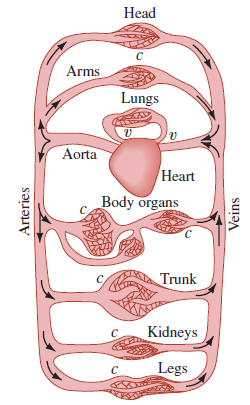 Head
c
Arms
Lungs
v
v
Aorta
Heart
Body organs
c
c
Arteries
Veins
c
Trunk
c
Kidneys
c
Legs